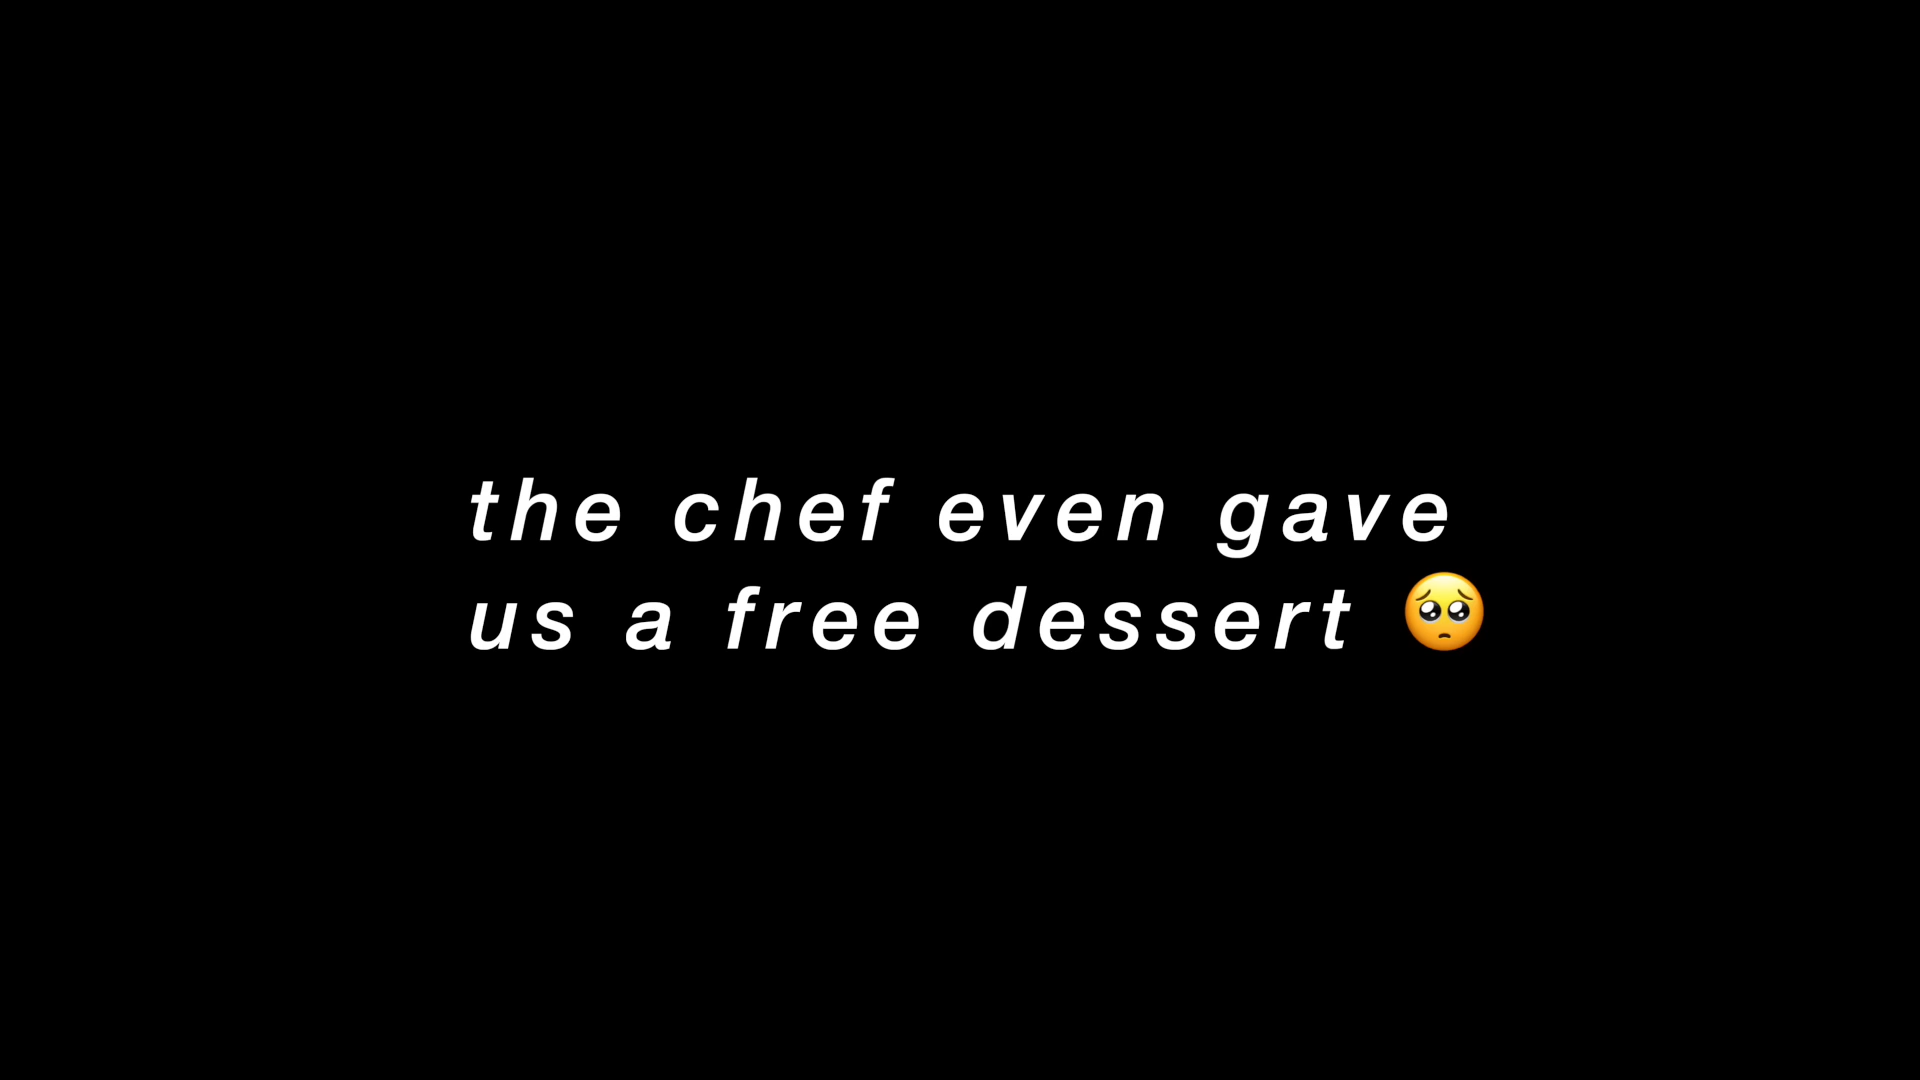 the chef even gave
us a free dessert 🥺